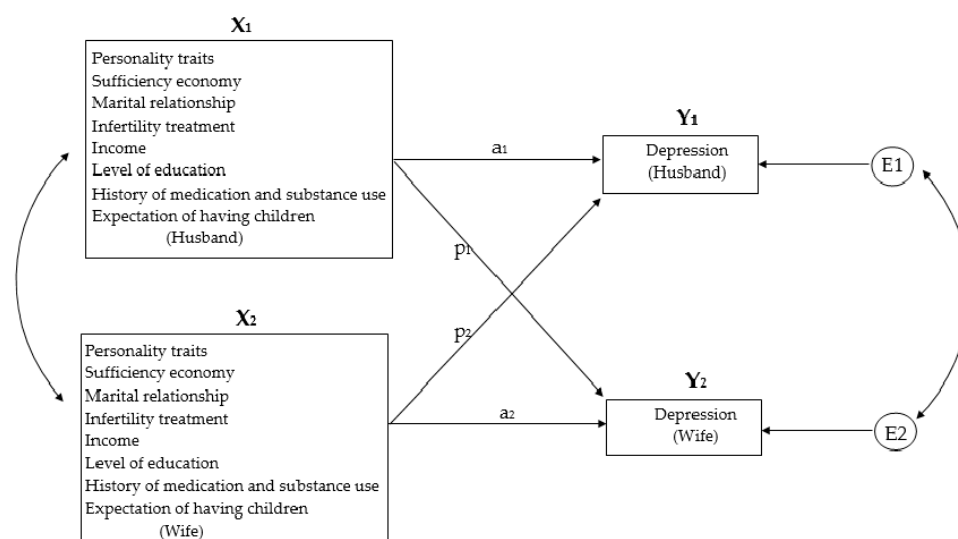 X1
Personality traits
Sufficiency economy
Marital relationship
Infertility treatment
Income
Level of education
History of medication and substance use
Expectation of having children
(Husband)
a1
p1
p2
Y1
Depression
(Husband)
E1
X2
Personality traits
Sufficiency economy
Marital relationship
Infertility treatment
Income
Level of education
History of medication and substance use
Expectation of having children
(Wife)
a2
Y2
Depression
(Wife)
E2